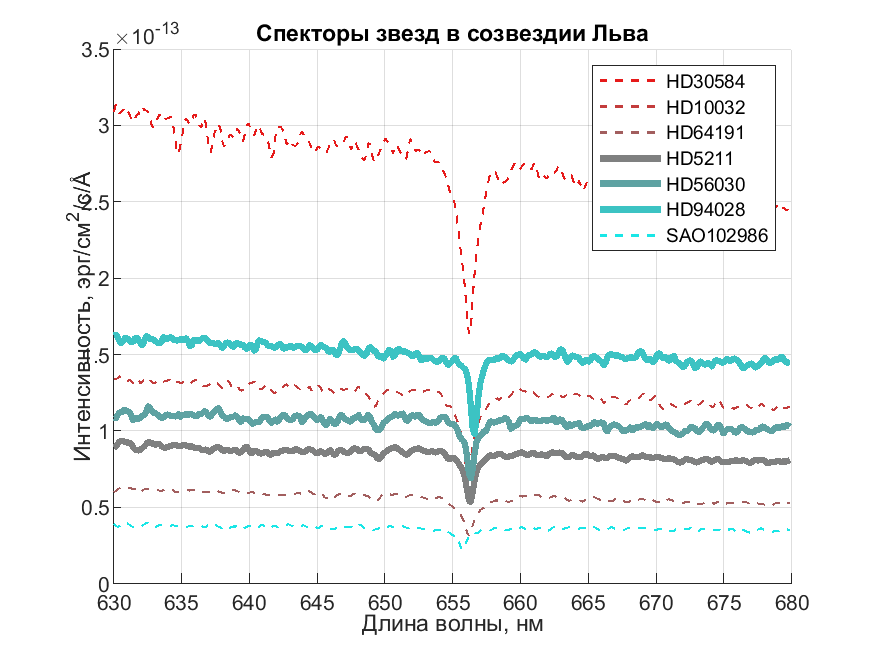 Спекторы звезд в созвездии Льва
×10⁻¹³
3.5
3
2.5
2
1.5
1
0.5
0
Интенсивность, эрг/см²/с/Å
HD30584
HD10032
HD64191
HD5211
HD56030
HD94028
SAO102986
630 635 640 645 650 655 660 665 670 675 680
Длина волны, нм